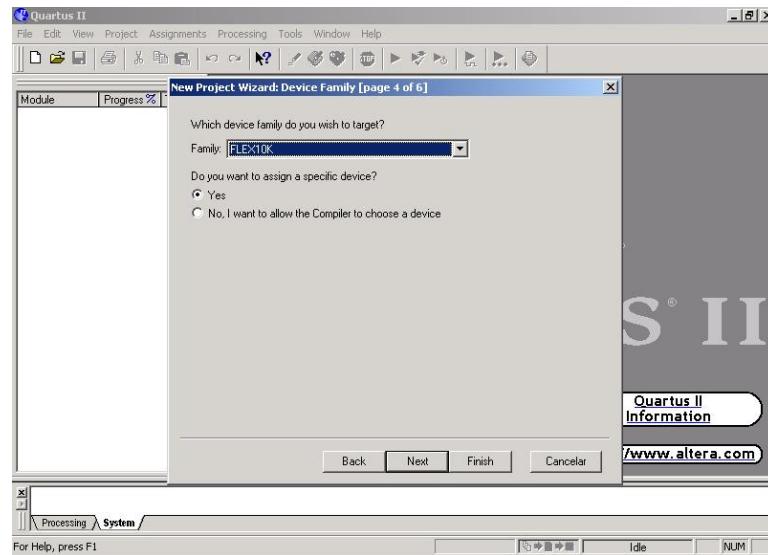 Quartus II
File Edit View Project Assignments Processing Tools Window Help
Module Progress %
New Project Wizard: Device Family [page 4 of 6]
Which device family do you wish to target?
Family: FLEX10K
Do you want to assign a specific device?
Yes
No, I want to allow the Compiler to choose a device
S® II
Quartus II
Information
Back Next Finish Cancelar
/www.altera.com
Processing System
For Help, press F1 Idle NUM